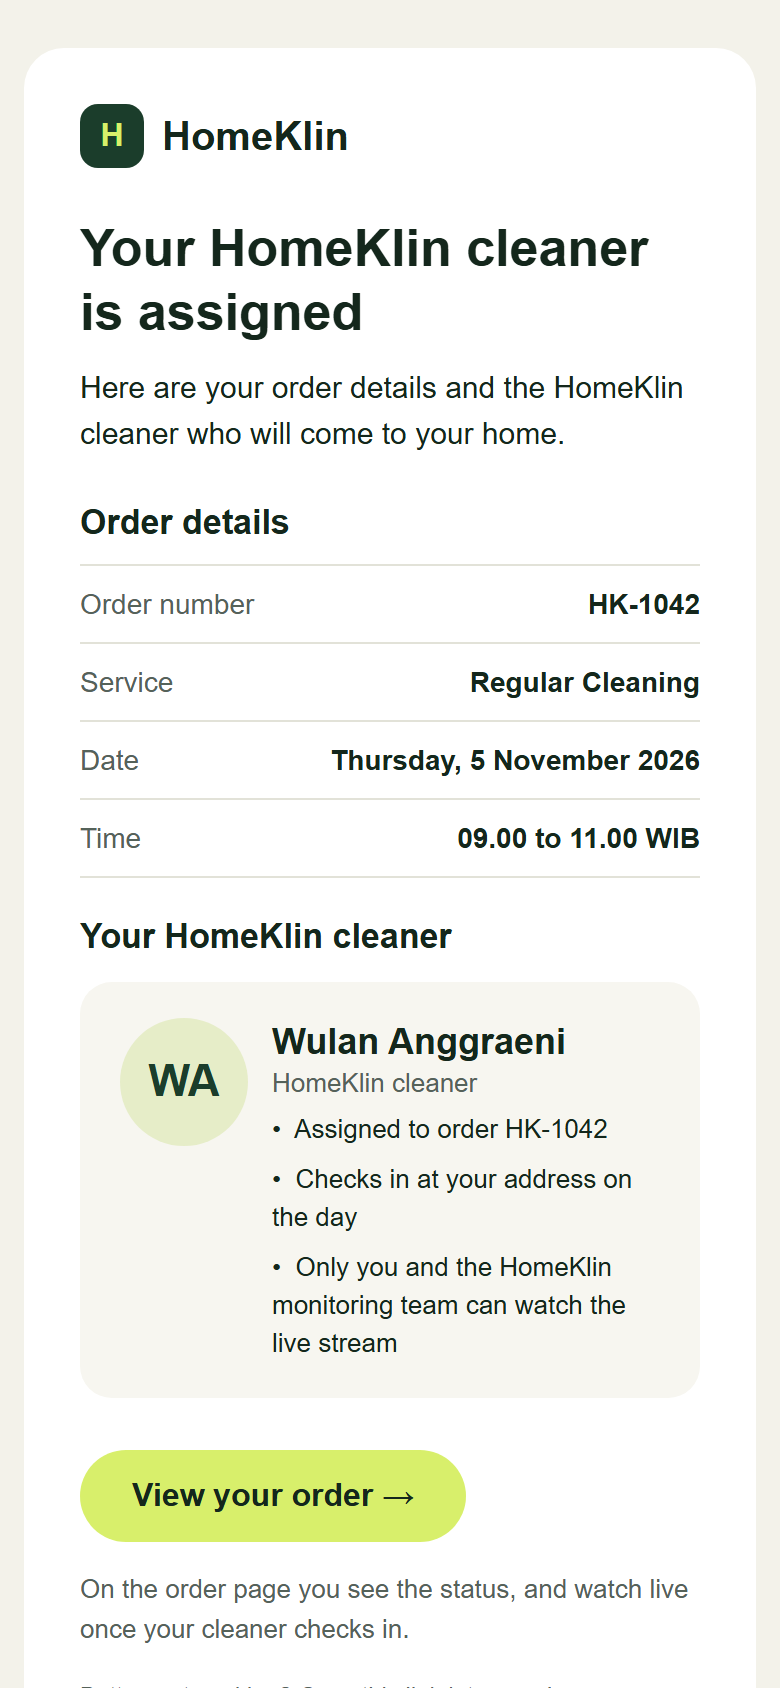 H
HomeKlin
Your HomeKlin cleaner
is assigned
Here are your order details and the HomeKlin
cleaner who will come to your home.
Order details
Order number HK-1042
Service Regular Cleaning
Date Thursday, 5 November 2026
Time 09.00 to 11.00 WIB
Your HomeKlin cleaner
WA
Wulan Anggraeni
HomeKlin cleaner
• Assigned to order HK-1042
• Checks in at your address on
the day
• Only you and the HomeKlin
monitoring team can watch the
live stream
View your order →
On the order page you see the status, and watch live
once your cleaner checks in.